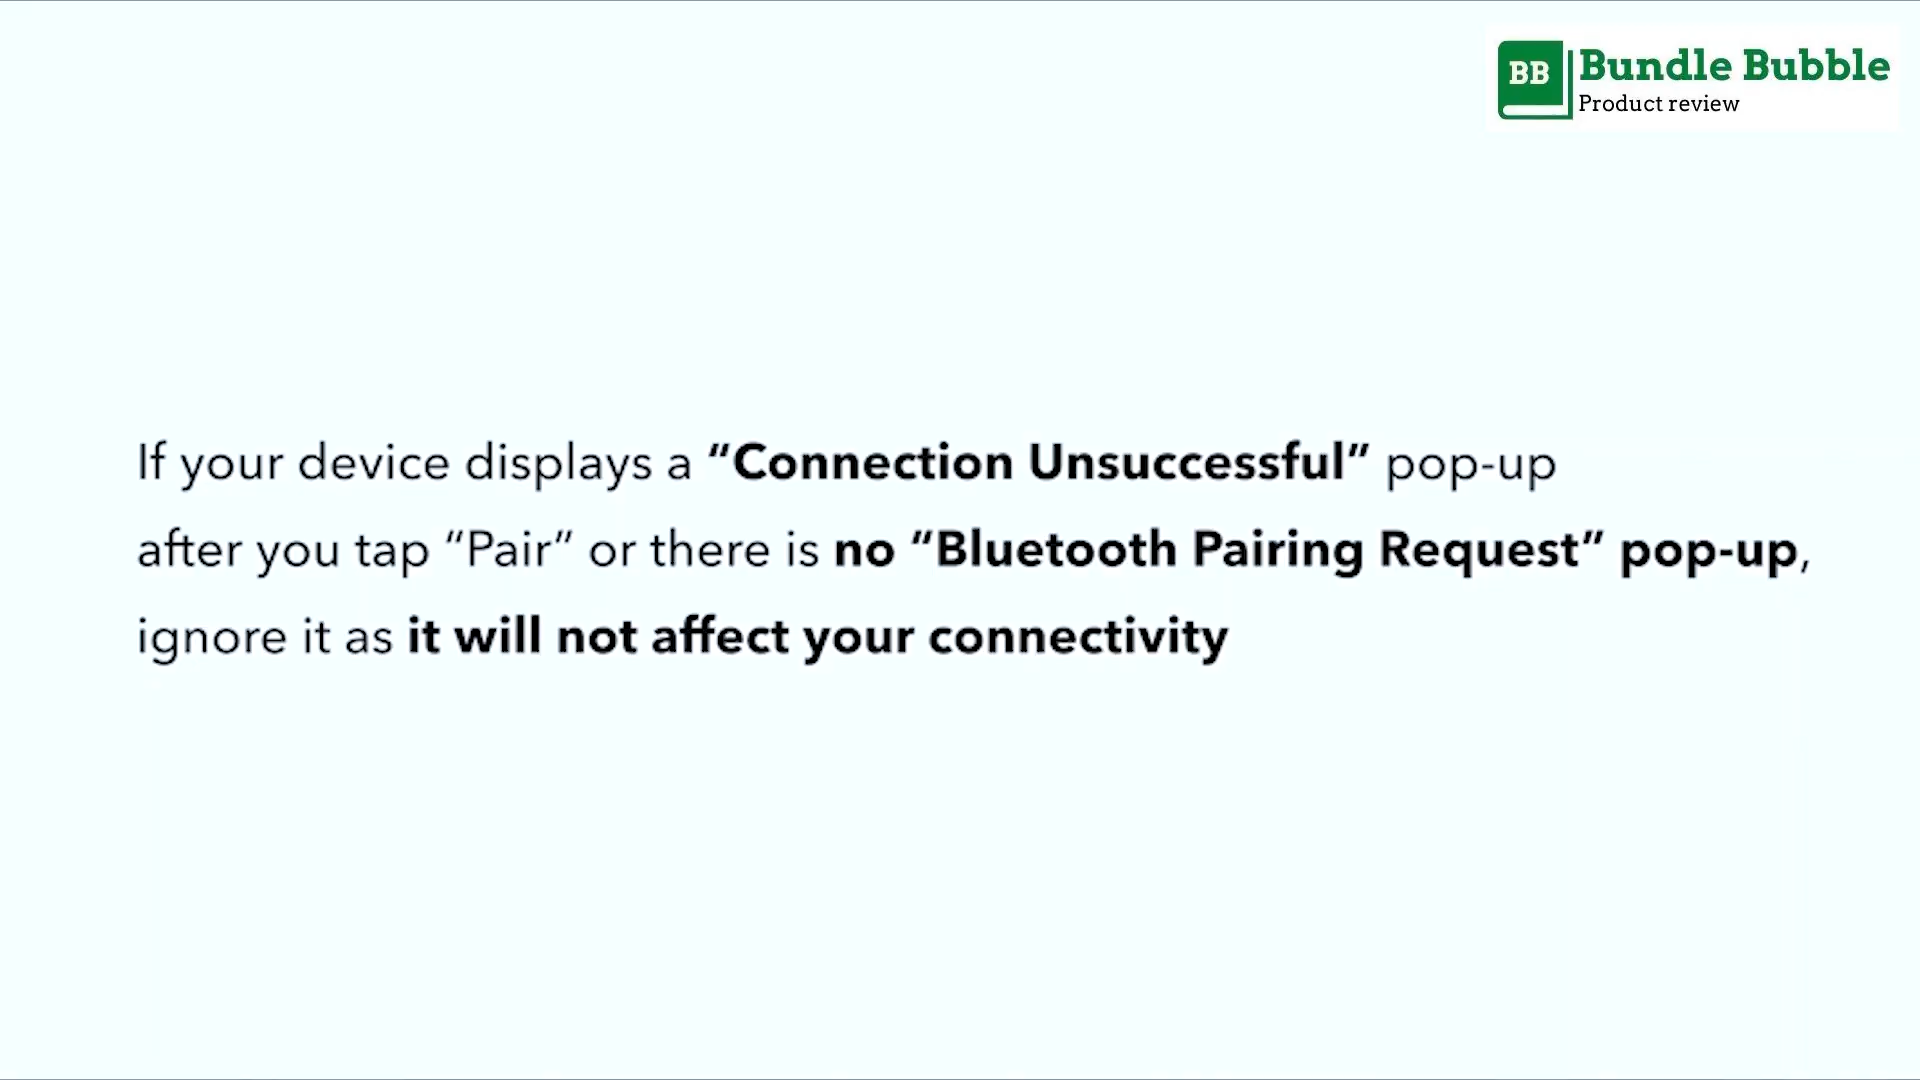 BB
Bundle Bubble
Product review
If your device displays a “Connection Unsuccessful” pop-up
after you tap “Pair” or there is no “Bluetooth Pairing Request” pop-up,
ignore it as it will not affect your connectivity